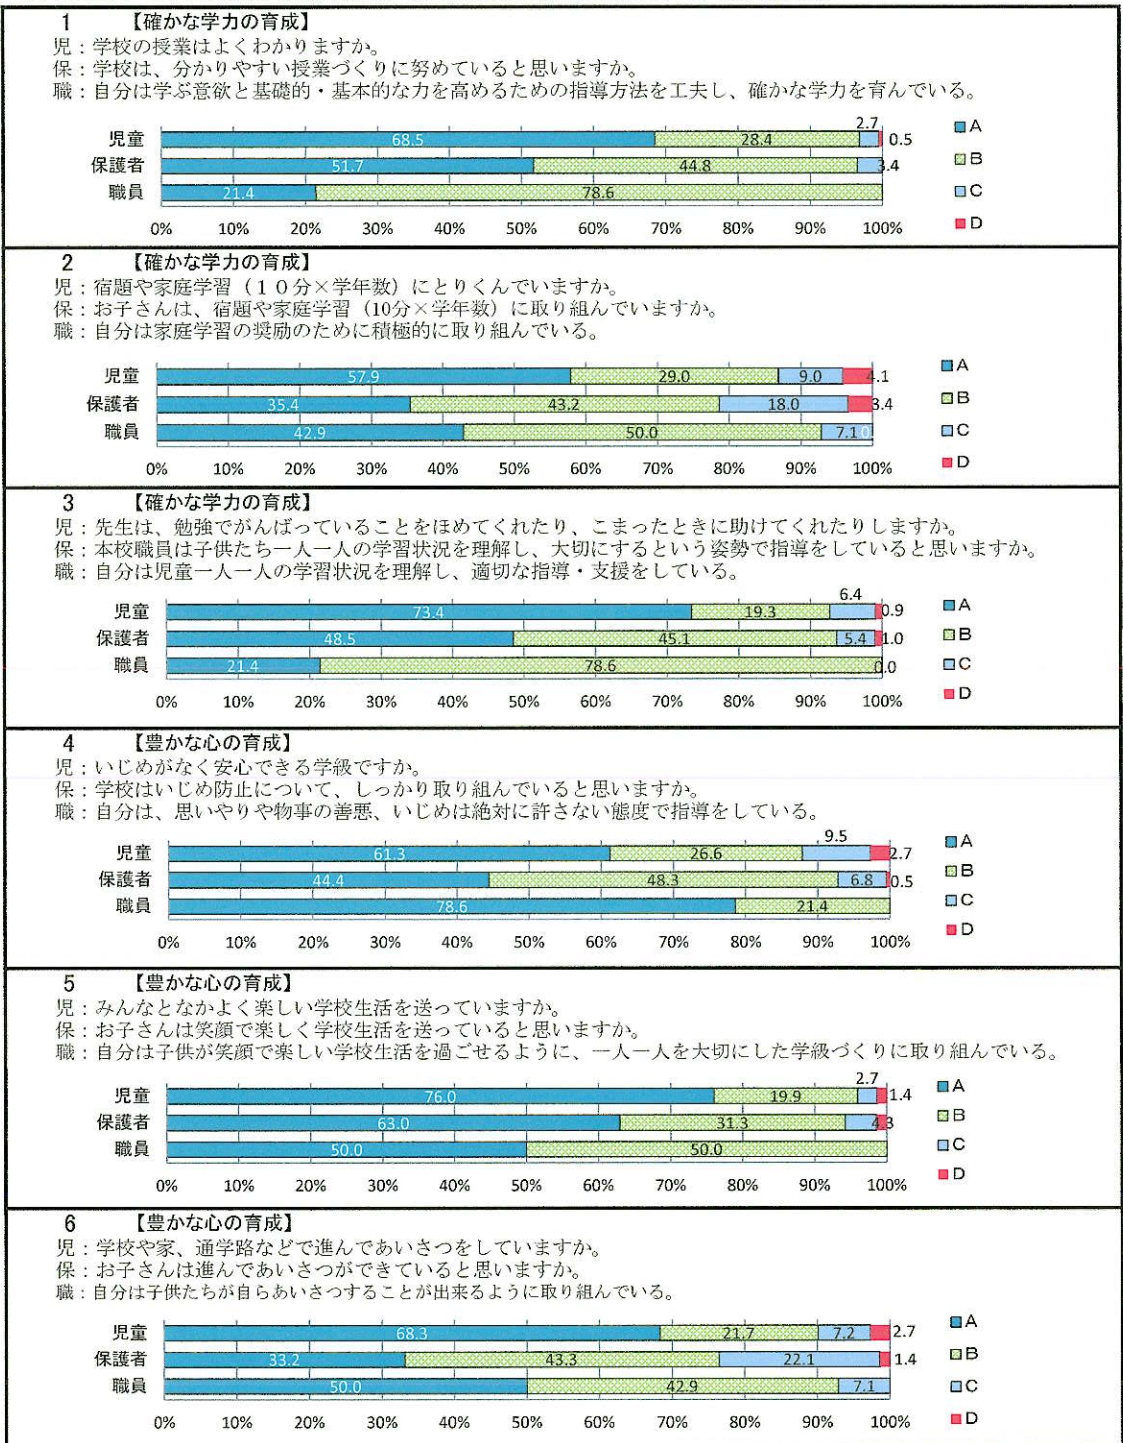 1 【確かな学力の育成】
児：学校の授業はよくわかりますか。
保：学校は、分かりやすい授業づくりに努めていると思いますか。
職：自分は学ぶ意欲と基礎的・基本的な力を高めるための指導方法を工夫し、確かな学力を育んでいる。
2.7
児童 68.5 28.4 0.5
保護者 51.7 44.8 3.4
職員 21.4 78.6
0% 10% 20% 30% 40% 50% 60% 70% 80% 90% 100%
A
B
C
D
2 【確かな学力の育成】
児：宿題や家庭学習（１０分×学年数）にとりくんでいますか。
保：お子さんは、宿題や家庭学習（10分×学年数）に取り組んでいますか。
職：自分は家庭学習の奨励のために積極的に取り組んでいる。
児童 57.9 29.0 9.0 4.1
保護者 35.4 43.2 18.0 3.4
職員 42.9 50.0 7.1 0
0% 10% 20% 30% 40% 50% 60% 70% 80% 90% 100%
A
B
C
D
3 【確かな学力の育成】
児：先生は、勉強でがんばっていることをほめてくれたり、こまったときに助けてくれたりしますか。
保：本校職員は子供たち一人一人の学習状況を理解し、大切にするという姿勢で指導をしていると思いますか。
職：自分は児童一人一人の学習状況を理解し、適切な指導・支援をしている。
6.4
児童 73.4 19.3 0.9
保護者 48.5 45.1 5.4 1.0
職員 21.4 78.6 0.0
0% 10% 20% 30% 40% 50% 60% 70% 80% 90% 100%
A
B
C
D
4 【豊かな心の育成】
児：いじめがなく安心できる学級ですか。
保：学校はいじめ防止について、しっかり取り組んでいると思いますか。
職：自分は、思いやりや物事の善悪、いじめは絶対に許さない態度で指導をしている。
9.5
児童 61.3 26.6 2.7
保護者 44.4 48.3 6.8 0.5
職員 78.6 21.4
0% 10% 20% 30% 40% 50% 60% 70% 80% 90% 100%
A
B
C
D
5 【豊かな心の育成】
児：みんなとなかよく楽しい学校生活を送っていますか。
保：お子さんは笑顔で楽しく学校生活を送っていると思いますか。
職：自分は子供が笑顔で楽しい学校生活を過ごせるように、一人一人を大切にした学級づくりに取り組んでいる。
2.7
児童 76.0 19.9 1.4
保護者 63.0 31.3 4.3
職員 50.0 50.0
0% 10% 20% 30% 40% 50% 60% 70% 80% 90% 100%
A
B
C
D
6 【豊かな心の育成】
児：学校や家、通学路などで進んであいさつをしていますか。
保：お子さんは進んであいさつができていると思いますか。
職：自分は子供たちが自らあいさつすることが出来るように取り組んでいる。
児童 68.3 21.7 7.2 2.7
保護者 33.2 43.3 22.1 1.4
職員 50.0 42.9 7.1
0% 10% 20% 30% 40% 50% 60% 70% 80% 90% 100%
A
B
C
D